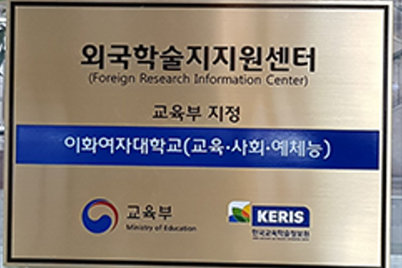 외국학술지지원센터
(Foreign Research Information Center)
교육부 지정
이화여자대학교(교육·사회·예체능)
교육부
Ministry of Education
KERIS
한국교육학술정보원